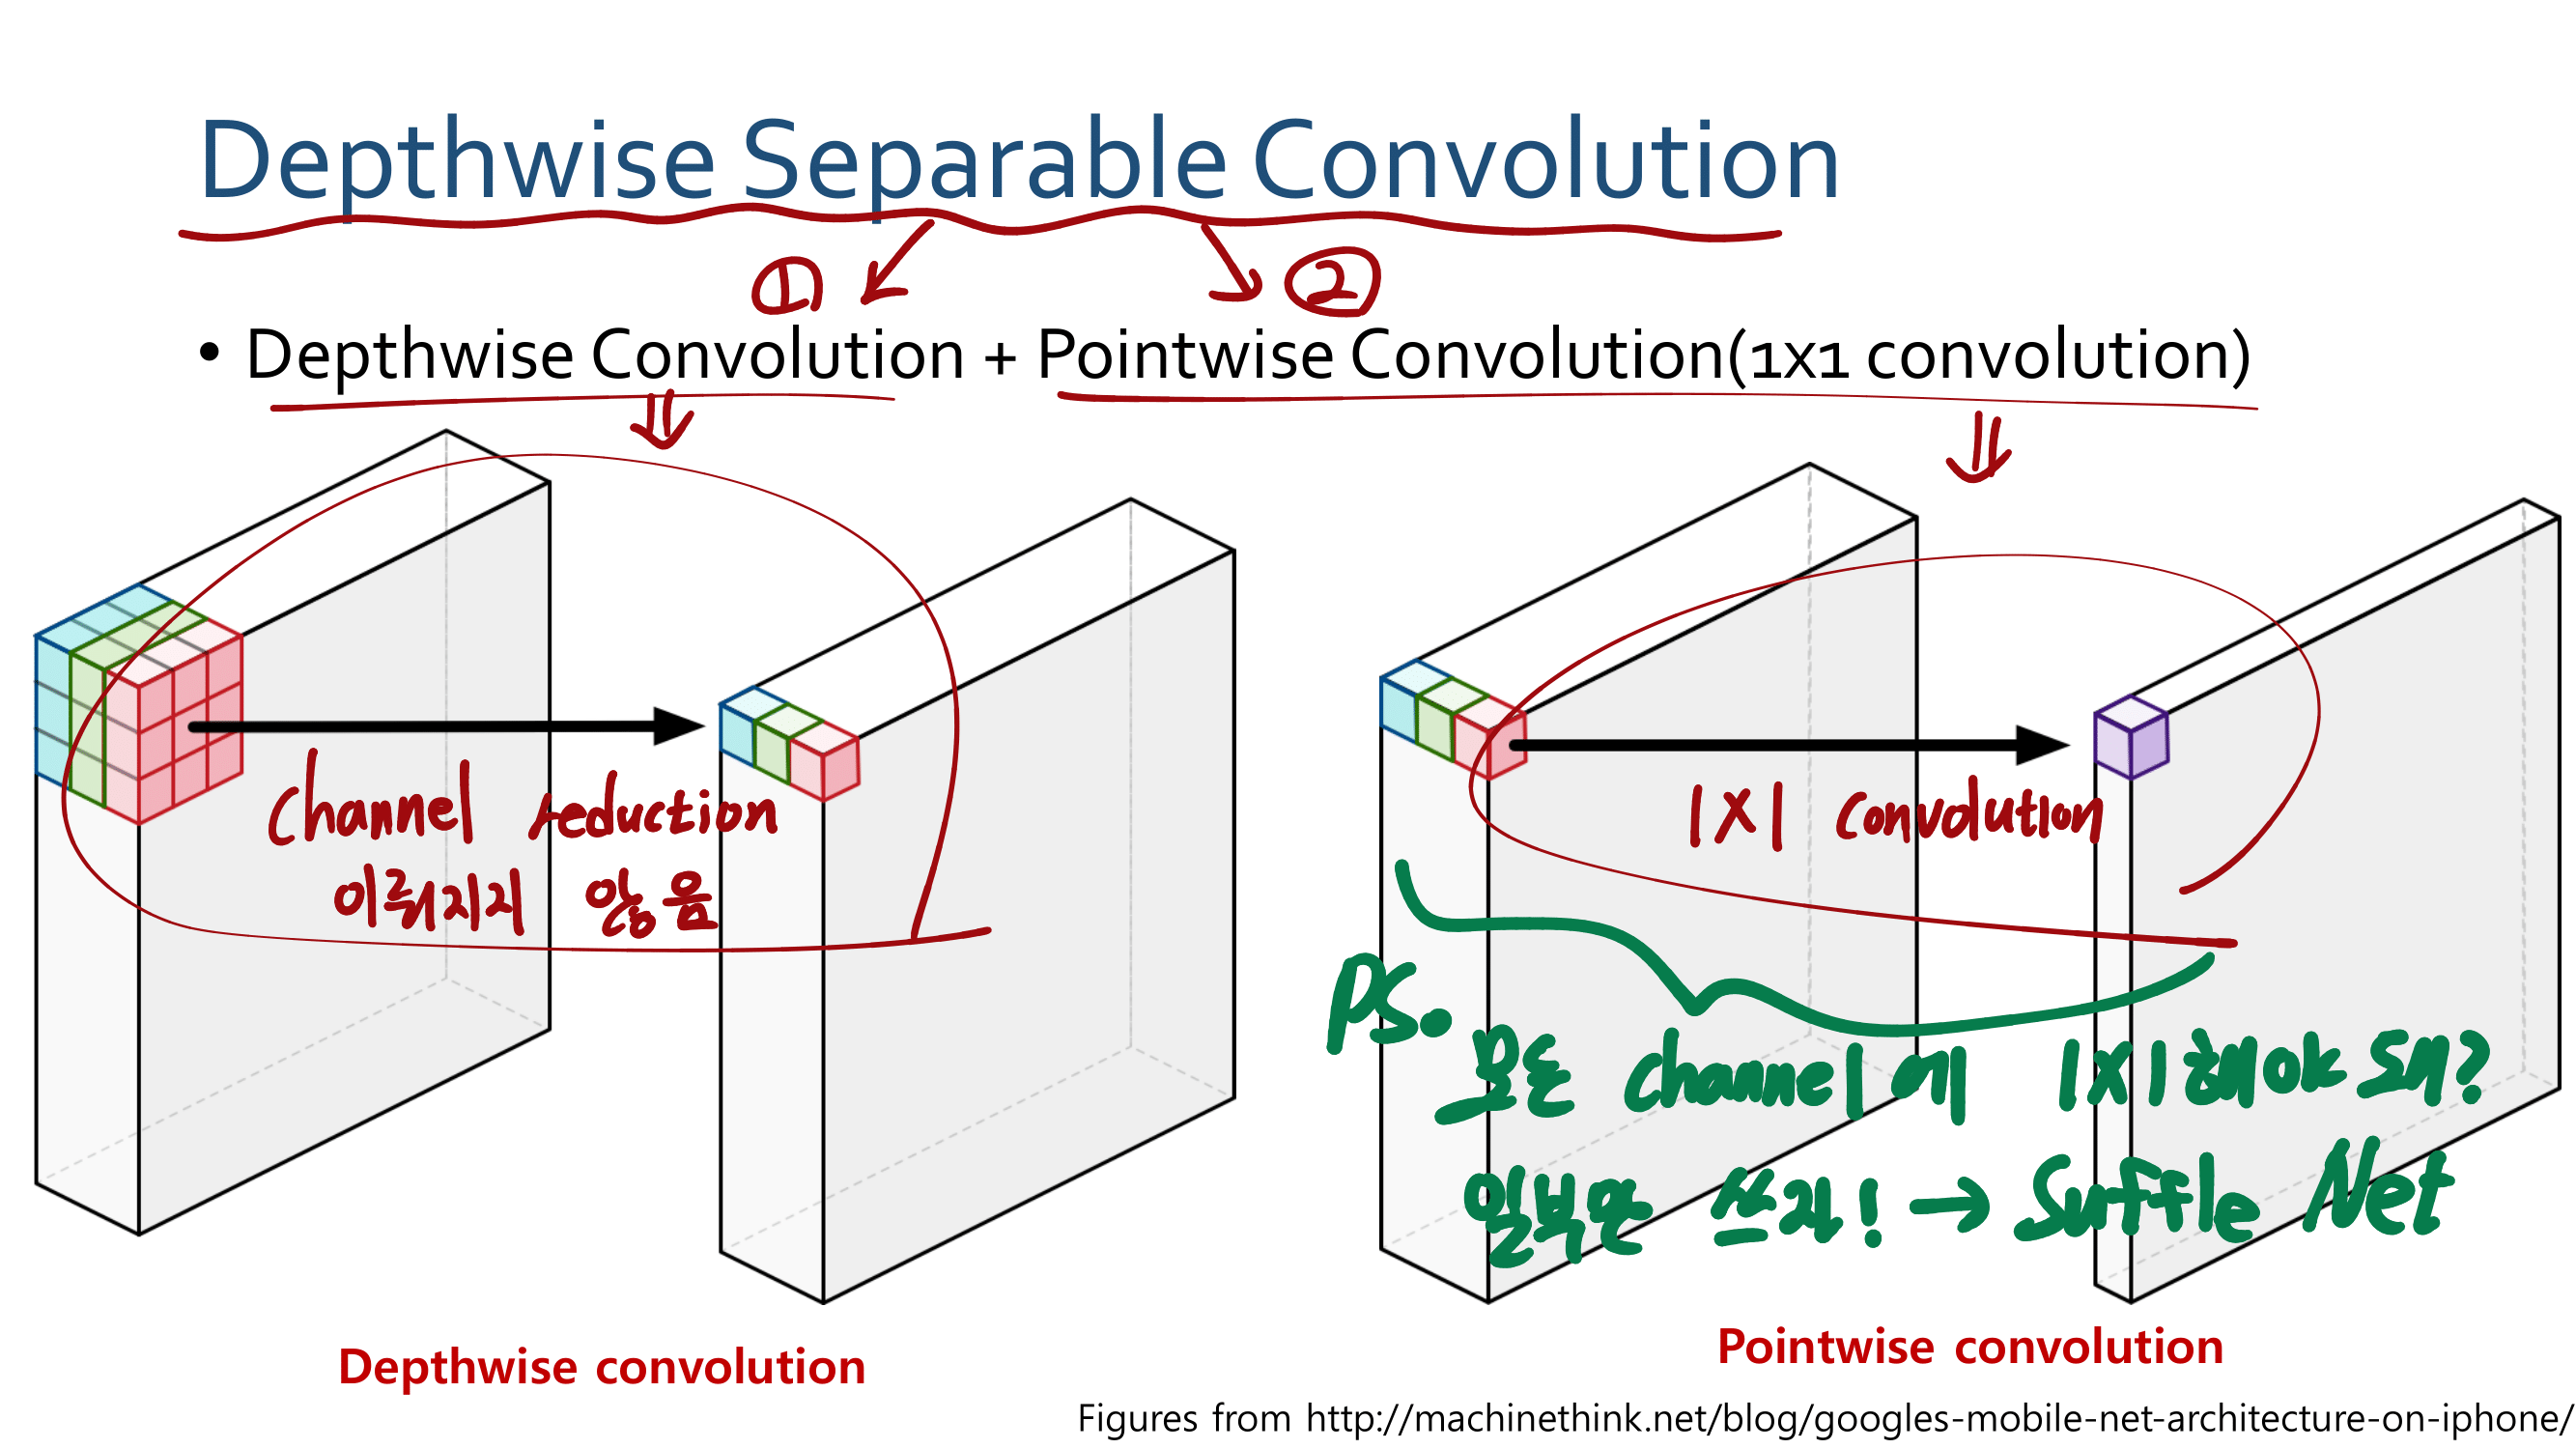 Depthwise Separable Convolution
① ②
• Depthwise Convolution + Pointwise Convolution(1x1 convolution)
Channel reduction
이뤄지지 않음
1X1 Convolution
PS.
모든 channel에 1X1해야 돼?
일부만 쓰자! → Suffle Net
Depthwise convolution
Pointwise convolution
Figures from http://machinethink.net/blog/googles-mobile-net-architecture-on-iphone/